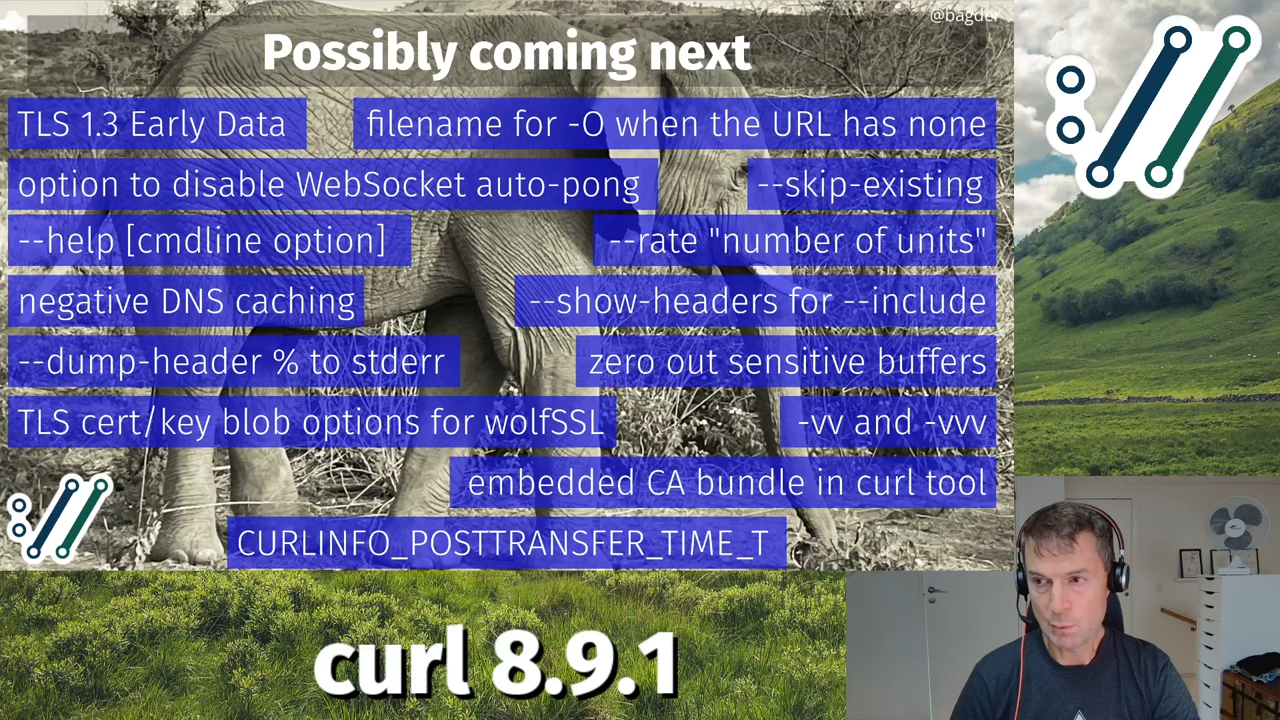 @bagder
Possibly coming next
TLS 1.3 Early Data
filename for -O when the URL has none
option to disable WebSocket auto-pong
--skip-existing
--help [cmdline option]
--rate "number of units"
negative DNS caching
--show-headers for --include
--dump-header % to stderr
zero out sensitive buffers
TLS cert/key blob options for wolfSSL
-vv and -vvv
embedded CA bundle in curl tool
CURLINFO_POSTTRANSFER_TIME_T
curl 8.9.1